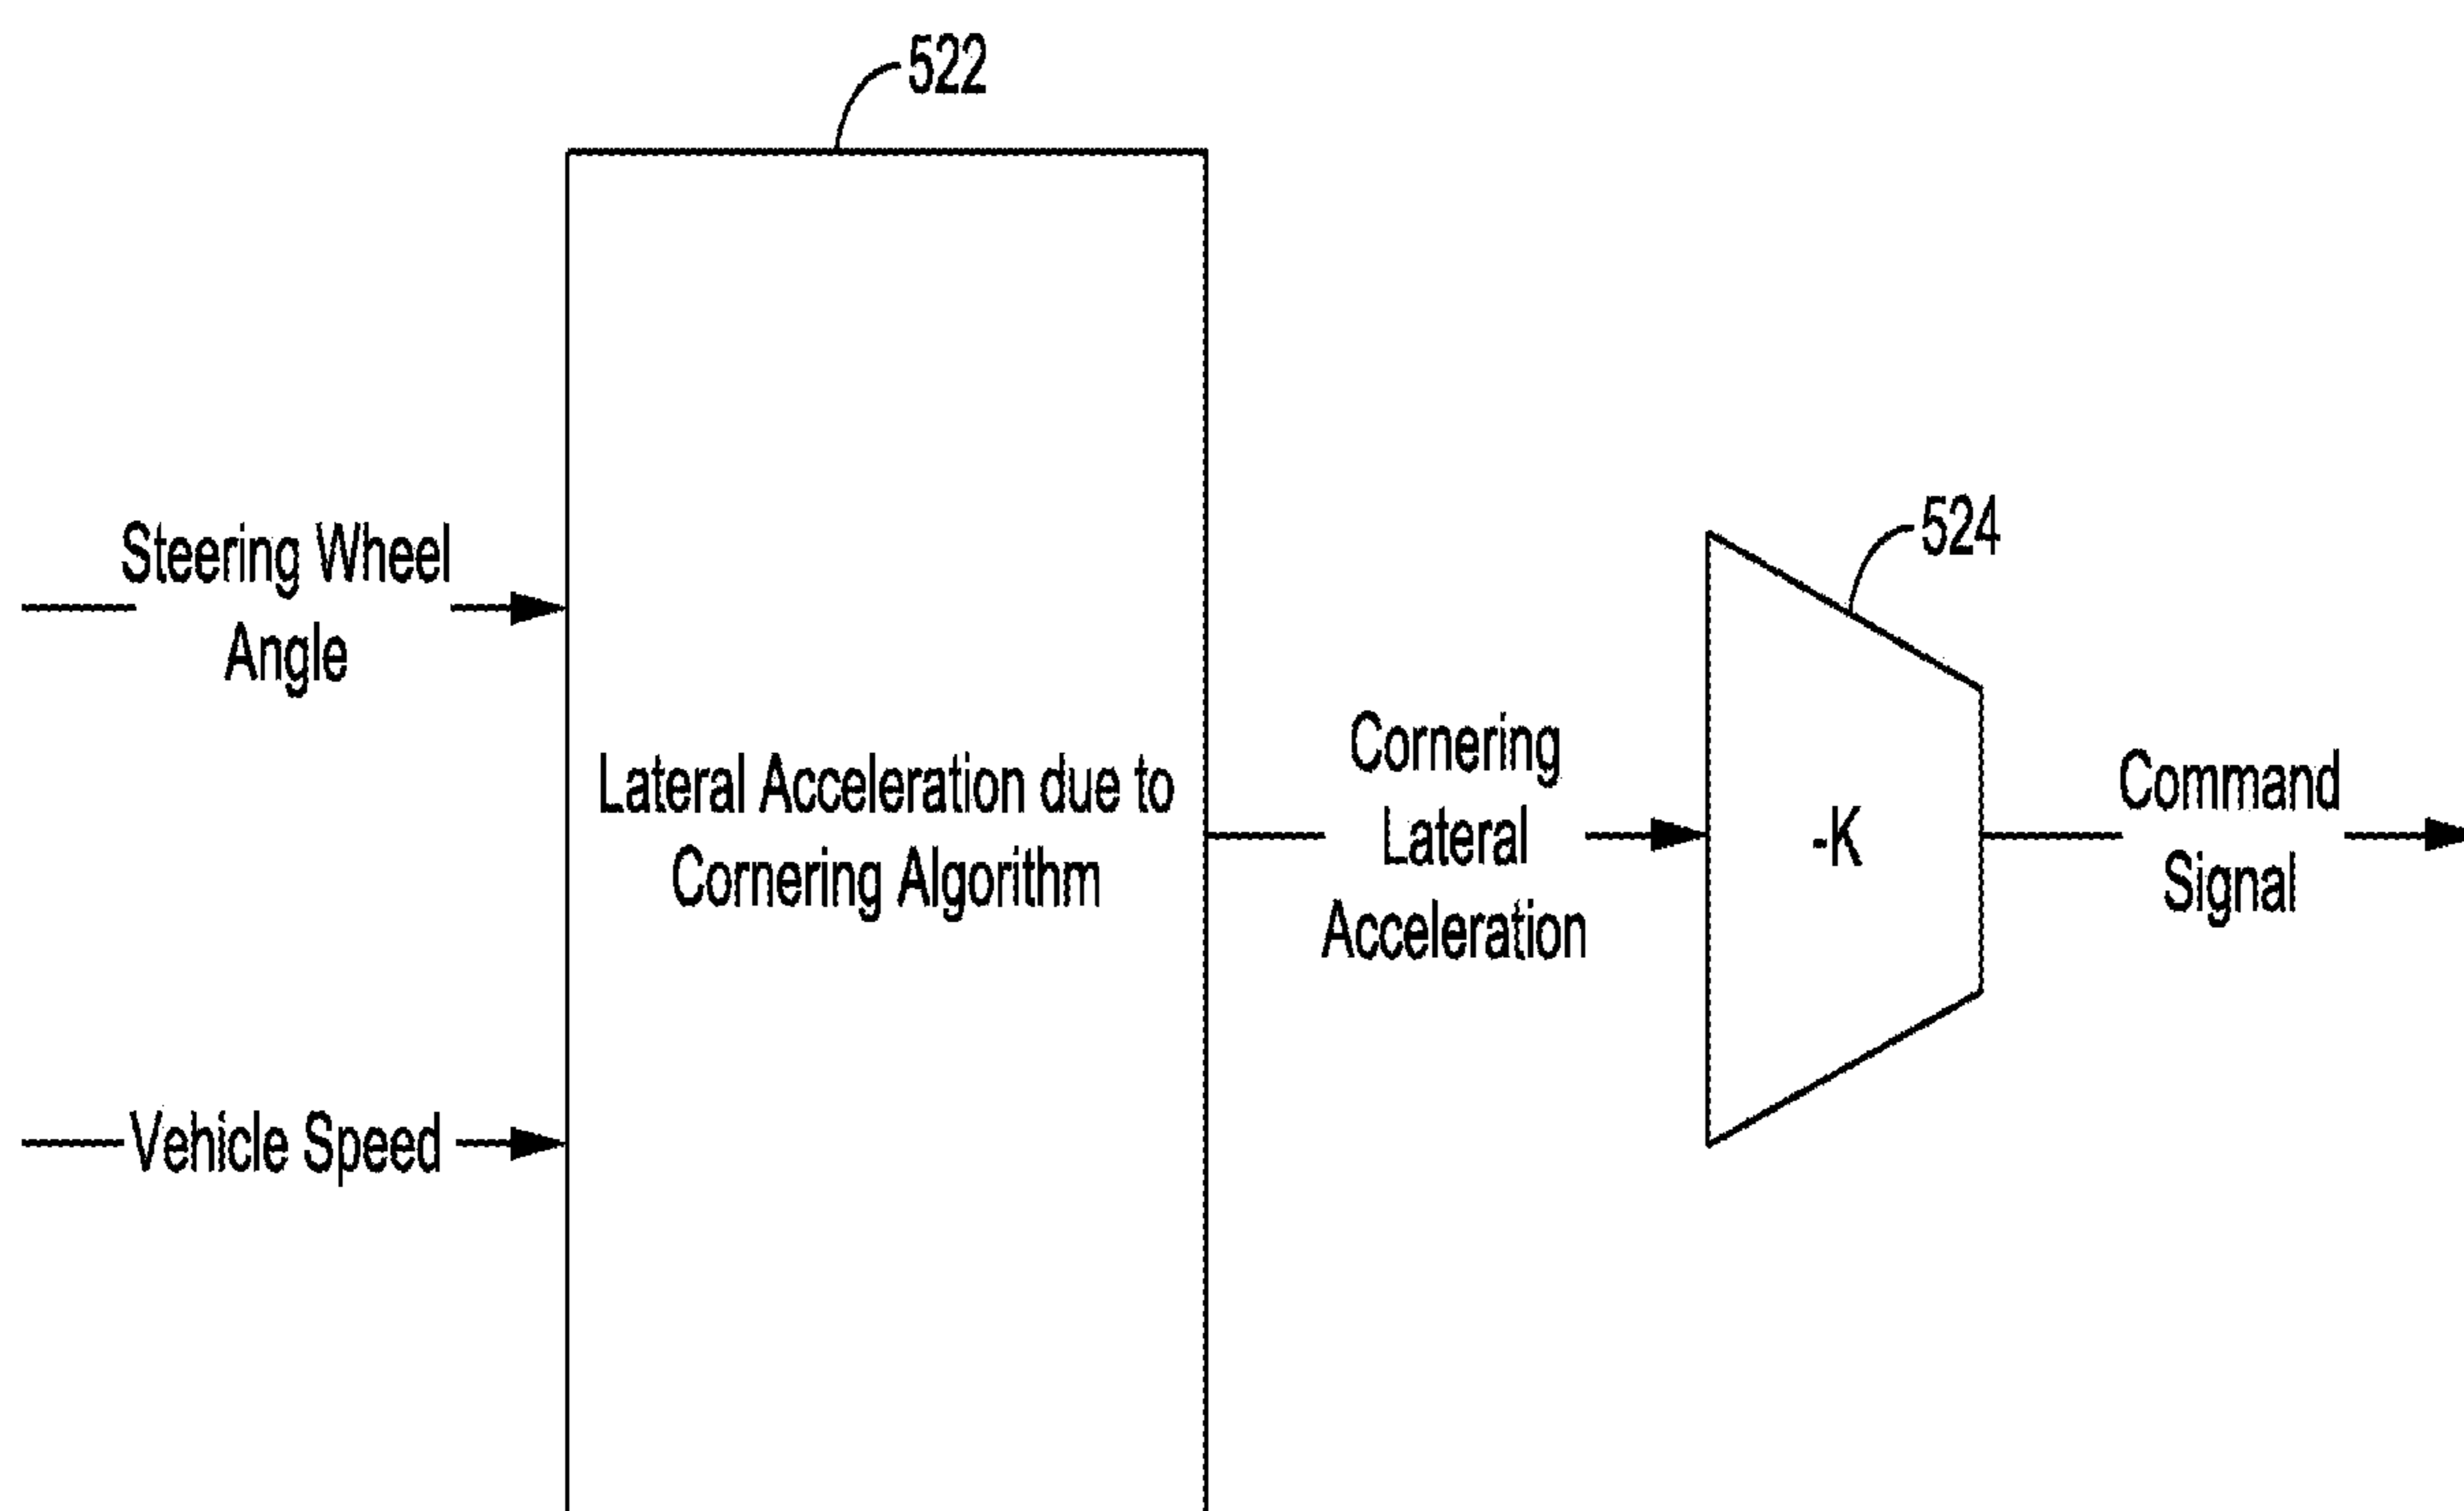 522
Steering Wheel
Angle
Vehicle Speed
Lateral Acceleration due to
Cornering Algorithm
Cornering
Lateral
Acceleration
524
-K
Command
Signal